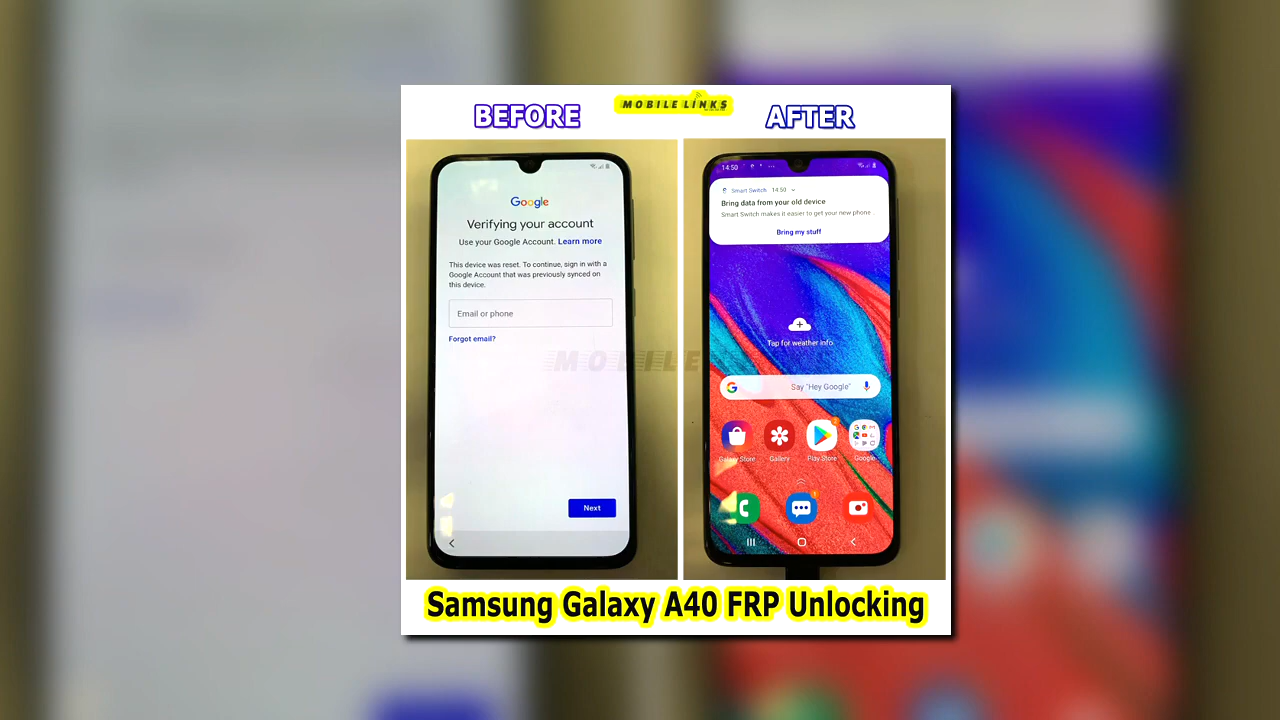 BEFORE
MOBILE LINKS
AFTER
Google
Verifying your account
Use your Google Account. Learn more
This device was reset. To continue, sign in with a
Google Account that was previously synced on
this device.
Email or phone
Forgot email?
Next
14:50
Smart Switch 14:50
Bring data from your old device
Smart Switch makes it easier to get your new phone
Bring my stuff
Tap for weather info
Say "Hey Google"
Galaxy Store
Gallery
Play Store
Google
MOBILE
Samsung Galaxy A40 FRP Unlocking